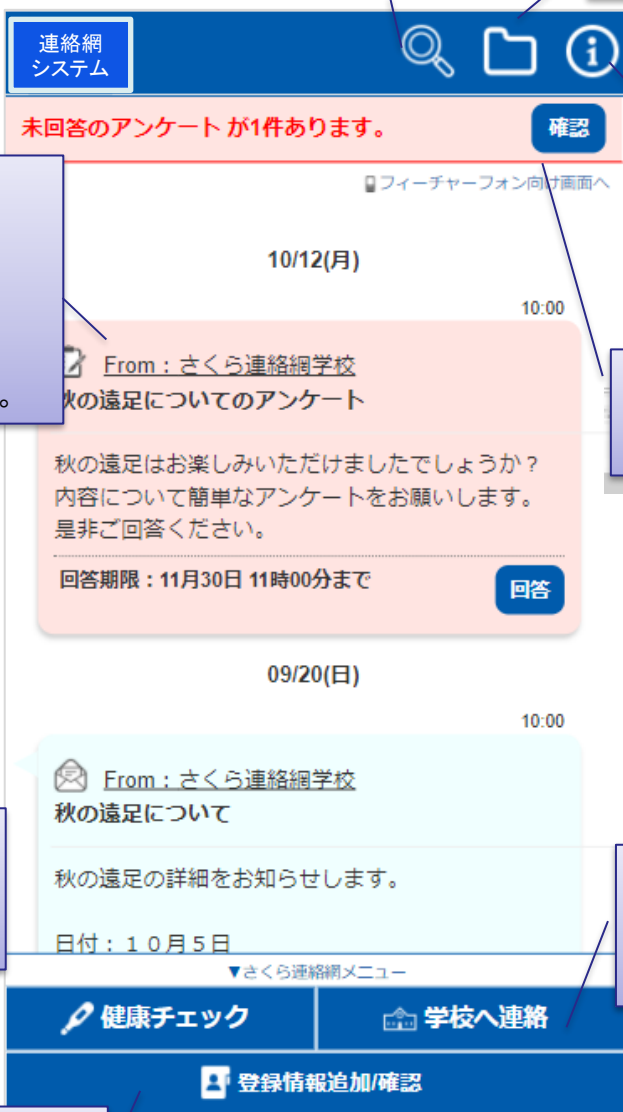 連絡網
システム
未回答のアンケート が1件あります。
確認
フィーチャーフォン向け画面へ
10/12(月)
10:00
From：さくら連絡網学校
秋の遠足についてのアンケート
。
秋の遠足はお楽しみいただけましたでしょうか？
内容について簡単なアンケートをお願いします。
是非ご回答ください。
回答期限：11月30日 11時00分まで
回答
09/20(日)
10:00
From：さくら連絡網学校
秋の遠足について
秋の遠足の詳細をお知らせします。
日付：１０月５日
▼さくら連絡網メニュー
健康チェック
学校へ連絡
登録情報追加/確認